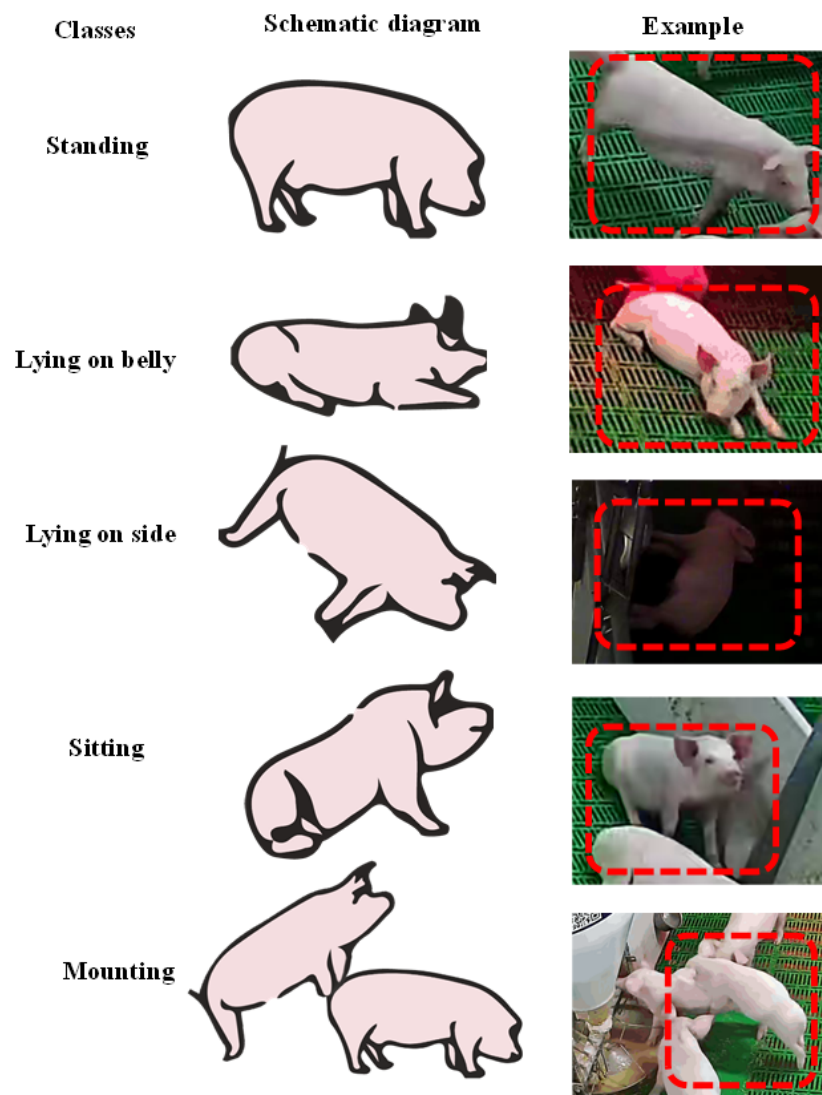 Classes Schematic diagram Example
Standing
Lying on belly
Lying on side
Sitting
Mounting